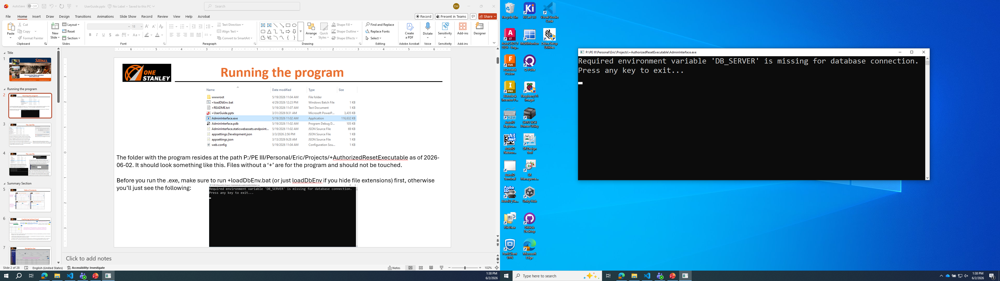 AutoSave Off UserGuide.pptx No Label • Saved to this PC Search EM
File Home Insert Draw Design Transitions Animations Slide Show Record Review View Help Acrobat Record Present in Teams Share
Paste Cut Copy Format Painter
Clipboard
New Slide Layout Reset Section
Slides
18
B I U S ab AV Aa A
Font
Text Direction
Align Text
Convert to SmartArt
Paragraph
Arrange Quick Styles Shape Fill Shape Outline Shape Effects
Drawing
Find and Replace
Replace Fonts
Select
Editing
Create a PDF
Adobe Acrobat
Dictate
Voice
Sensitivity
Sensitivity
Add-ins
Add-ins
Designer
Title
1
Running the program
2
3
4
Summary Section
5
6
7
ONE
STANLEY
Running the program
Name Date modified Type Size
wwwroot 5/19/2026 11:04 AM File folder
+loadDbEnv.bat 4/29/2026 12:23 PM Windows Batch File 1 KB
+README.txt 5/19/2026 11:07 AM Text Document 1 KB
+UserGuide.pptx 3/31/2026 9:31 AM Microsoft PowerP... 3,435 KB
AdminInterface.exe 5/19/2026 11:02 AM Application 116,632 KB
AdminInterface.pdb 5/19/2026 11:02 AM Program Debug D... 105 KB
AdminInterface.staticwebassets.endpoint... 5/19/2026 11:02 AM JSON Source File 69 KB
appsettings.Development.json 3/3/2026 2:56 PM JSON Source File 1 KB
appsettings.json 3/13/2026 9:28 AM JSON Source File 1 KB
web.config 5/19/2026 11:04 AM Configuration Sou... 1 KB
The folder with the program resides at the path P:/PE III/Personal/Eric/Projects/+AuthorizedResetExecutable as of 2026-
06-02. It should look something like this. Files without a ‘+’ are for the program and should not be touched.
Before you run the .exe, make sure to run +loadDbEnv.bat (or just loadDbEnv if you hide file extensions) first, otherwise
you’ll just see the following:
Required environment variable 'DB_SERVER' is missing for database connection.
Press any key to exit...
Click to add notes
Slide 2 of 28 English (United States) Accessibility: Investigate Notes 102%
1:38 PM
6/2/2026
Recycle Bin
KiCad 9.0
Visual Studio Code
AutoCAD LT 2024 - Eng...
MultiMonitor
Zebra Setup Utilities
Autodesk Fusion
Q-Pulse
Autodesk Inventor P...
Raspberry Pi Imager
AutoID Keyboa...
SATO WS4 Printer Utility
AutoID Networ...
SR Design Tool
AutoID Terminal
SR Manageme...
AutoID_Na...
Unity Hub
FileView
GitHub Desktop
FortiClient VPN
Microsoft Edge
P:\PE III\Personal\Eric\Projects\+AuthorizedResetExecutable\AdminInterface.exe
Required environment variable 'DB_SERVER' is missing for database connection.
Press any key to exit...
Type here to search
1:38 PM
6/2/2026